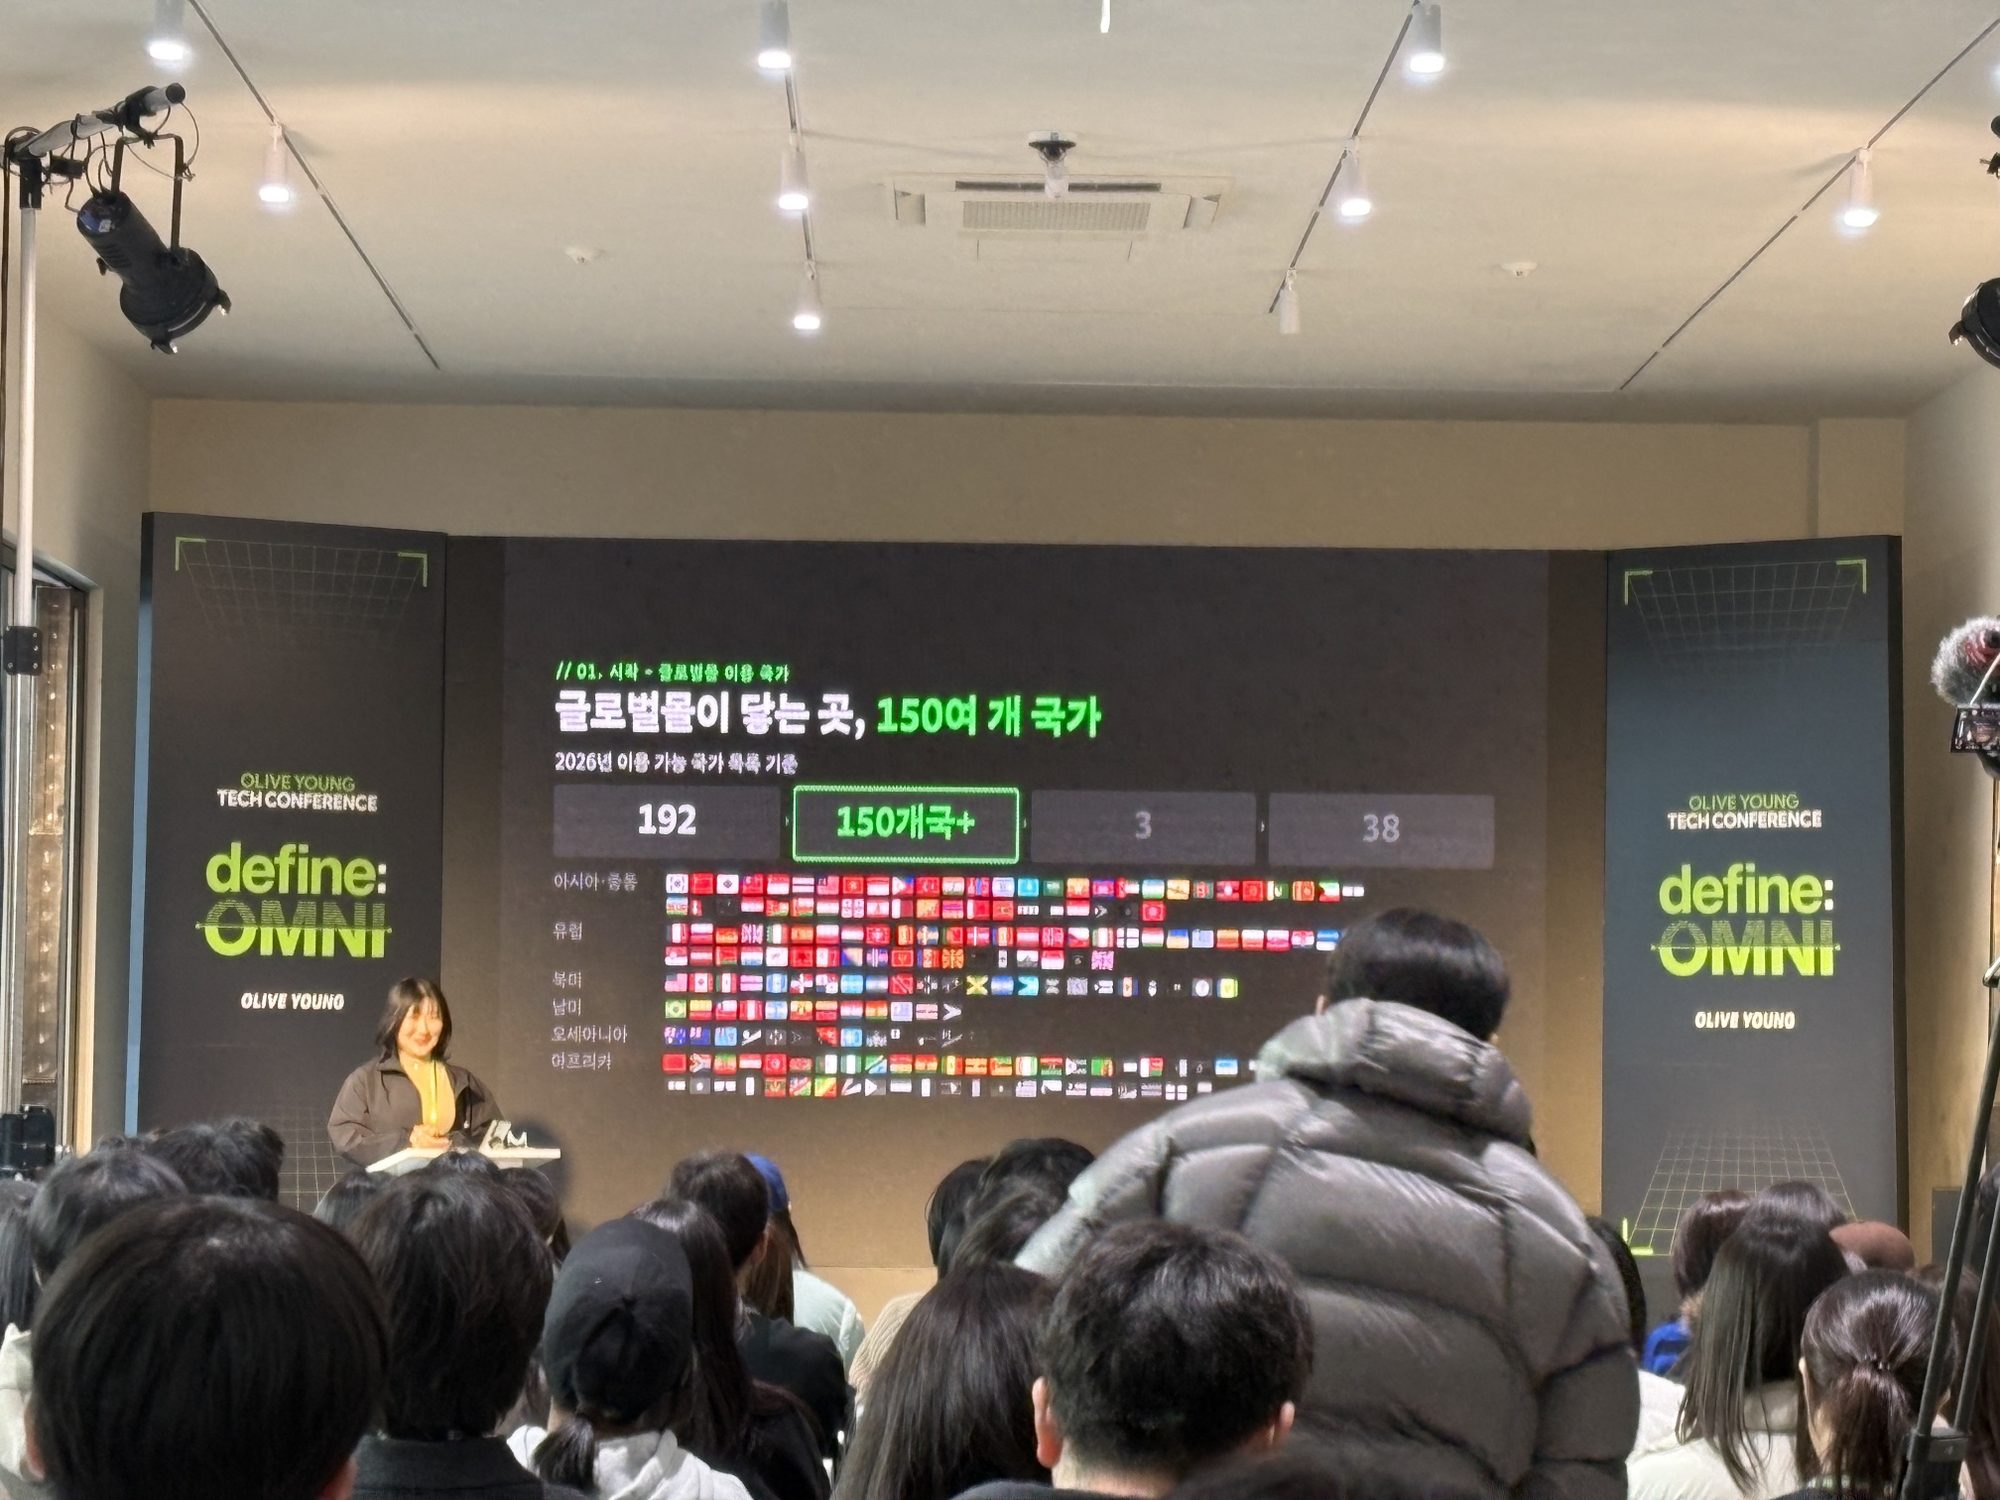 // 01. 시작 - 글로벌몰 이용 국가
글로벌몰이 닿는 곳, 150여 개 국가
2026년 이용 가능 국가 목록 기준
192
150개국+
3
38
아시아·중동
유럽
북미
남미
오세아니아
아프리카
OLIVE YOUNG
TECH CONFERENCE
define:
OMNI
OLIVE YOUNG
OLIVE YOUNG
TECH CONFERENCE
define:
OMNI
OLIVE YOUNG